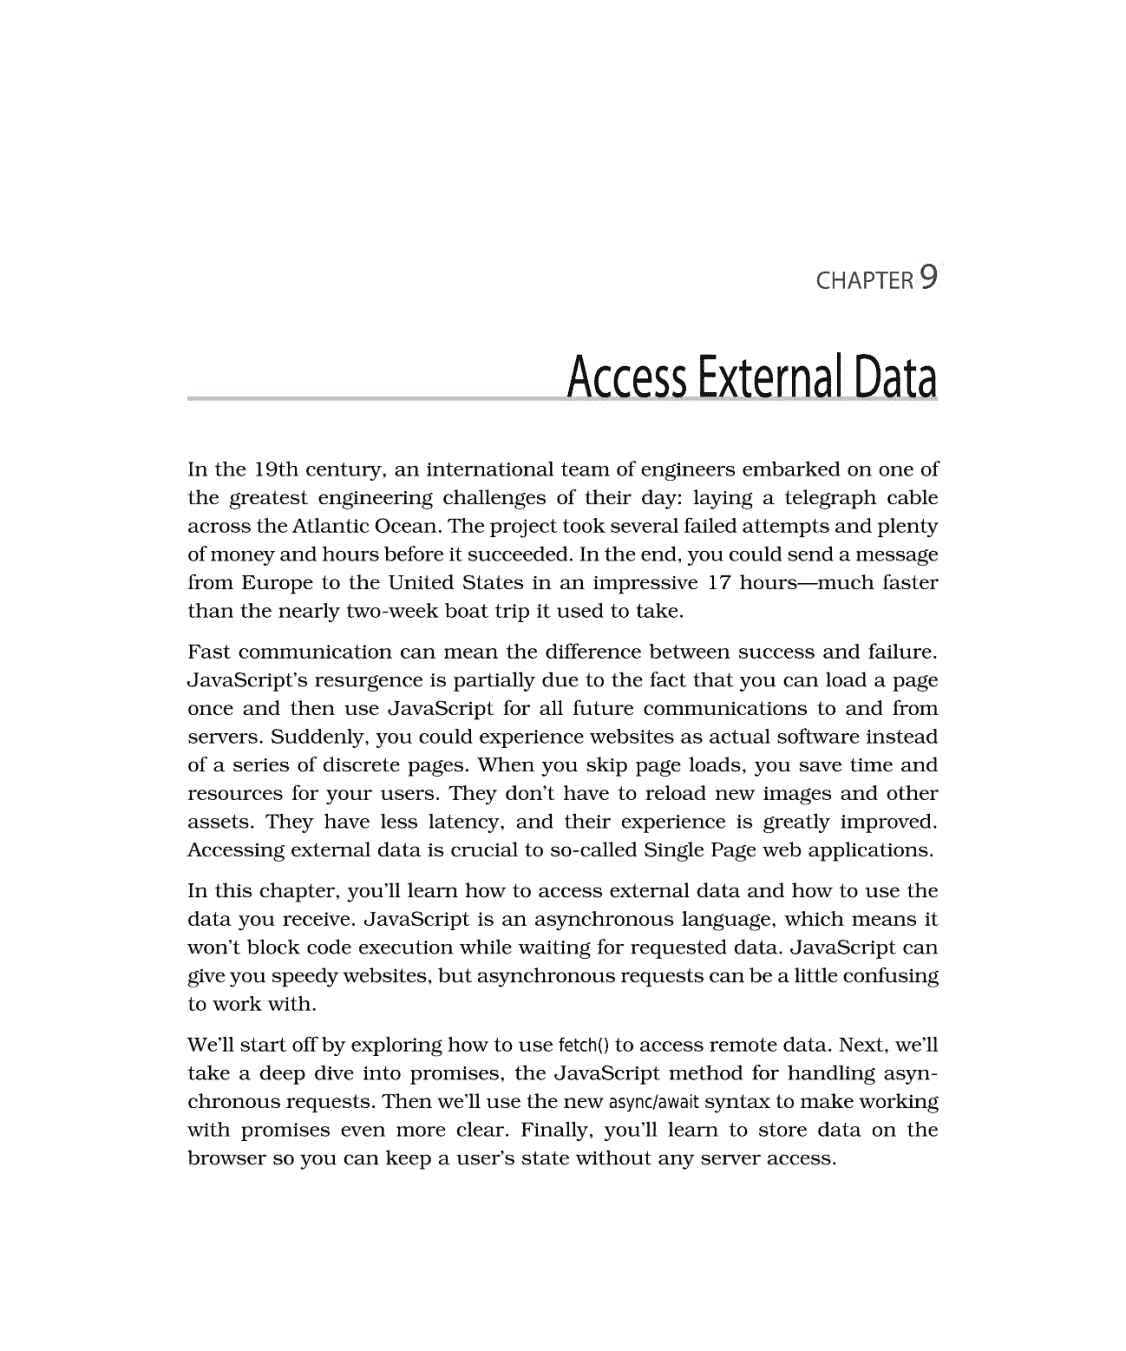 CHAPTER 9
Access External Data
In the 19th century, an international team of engineers embarked on one of
the greatest engineering challenges of their day: laying a telegraph cable
across the Atlantic Ocean. The project took several failed attempts and plenty
of money and hours before it succeeded. In the end, you could send a message
from Europe to the United States in an impressive 17 hours—much faster
than the nearly two-week boat trip it used to take.
Fast communication can mean the difference between success and failure.
JavaScript's resurgence is partially due to the fact that you can load a page
once and then use JavaScript for all future communications to and from
servers. Suddenly, you could experience websites as actual software instead
of a series of discrete pages. When you skip page loads, you save time and
resources for your users. They don't have to reload new images and other
assets. They have less latency, and their experience is greatly improved.
Accessing external data is crucial to so-called Single Page web applications.
In this chapter, you'll learn how to access external data and how to use the
data you receive. JavaScript is an asynchronous language, which means it
won't block code execution while waiting for requested data. JavaScript can
give you speedy websites, but asynchronous requests can be a little confusing
to work with.
We'll start off by exploring how to use fetch() to access remote data. Next, we'll
take a deep dive into promises, the JavaScript method for handling asyn-
chronous requests. Then we'll use the new async/await syntax to make working
with promises even more clear. Finally, you'll learn to store data on the
browser so you can keep a user's state without any server access.